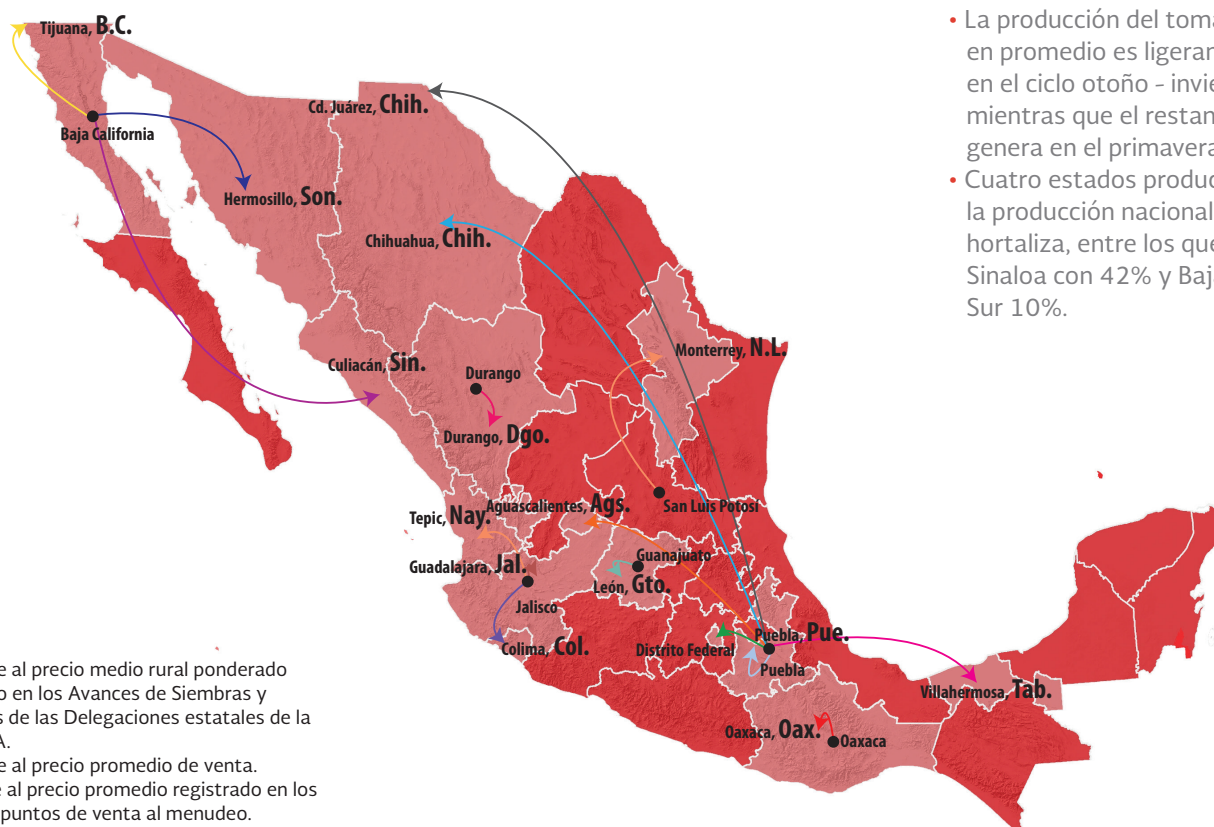 Tijuana, B.C.
Baja California
Hermosillo, Son.
Cd. Juárez, Chih.
Chihuahua, Chih.
Culiacán, Sin.
Durango
Durango, Dgo.
Monterrey, N.L.
San Luis Potosí
Tepic, Nay.
Aguascalientes, Ags.
Guadalajara, Jal.
Jalisco
Guanajuato
León, Gto.
Colima, Col.
Distrito Federal
Puebla, Pue.
Puebla
Villahermosa, Tab.
Oaxaca, Oax.
Oaxaca
• La producción del toma
en promedio es ligeram
en el ciclo otoño - invie
mientras que el restan
genera en el primavera
• Cuatro estados produc
la producción nacional
hortaliza, entre los que
Sinaloa con 42% y Baj
Sur 10%.
e al precio medio rural ponderado
o en los Avances de Siembras y
s de las Delegaciones estatales de la
A.
e al precio promedio de venta.
e al precio promedio registrado en los
puntos de venta al menudeo.